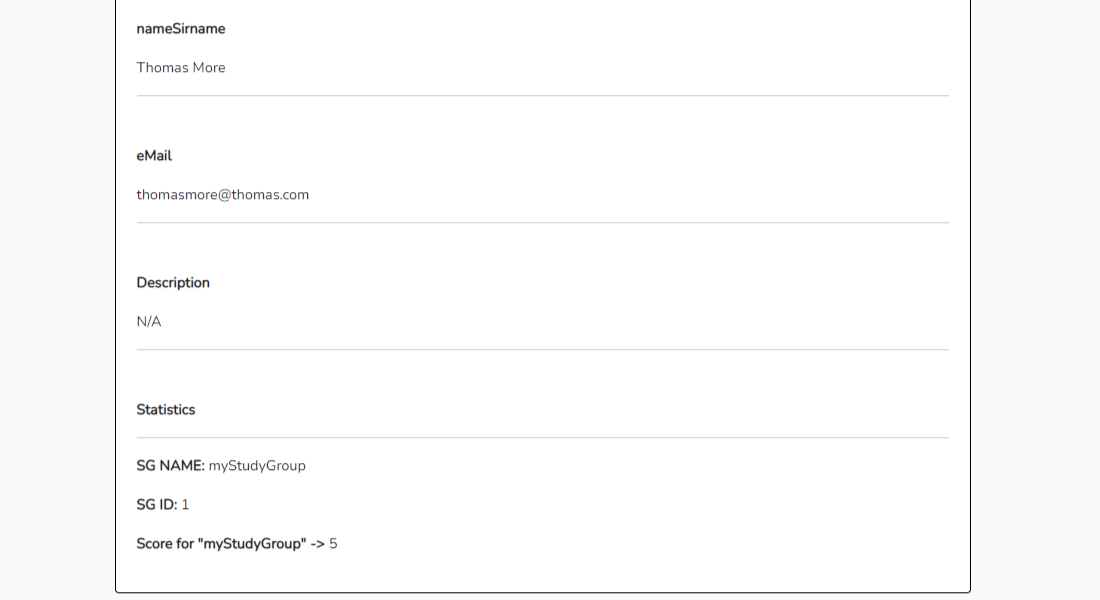 nameSirname
Thomas More
eMail
thomasmore@thomas.com
Description
N/A
Statistics
SG NAME: myStudyGroup
SG ID: 1
Score for "myStudyGroup" -> 5